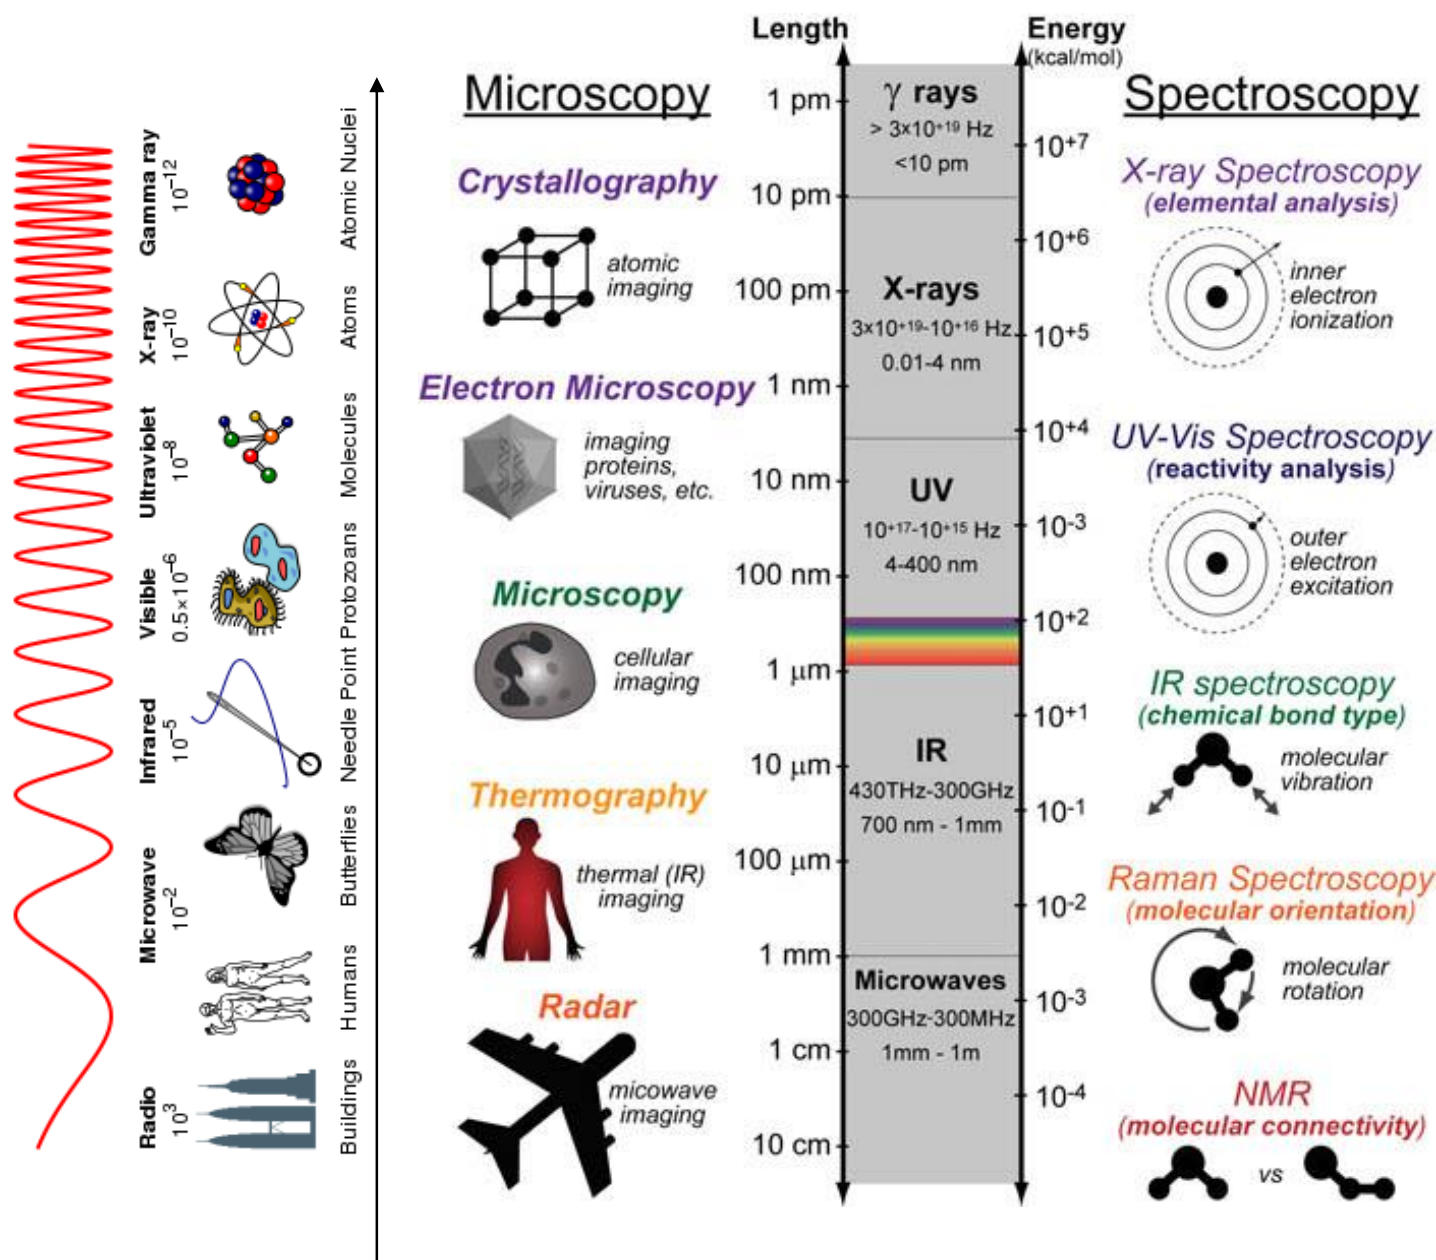 Gamma ray
10⁻¹²
Atomic Nuclei
X-ray
10⁻¹⁰
Atoms
Ultraviolet
10⁻⁸
Molecules
Visible
0.5×10⁻⁶
Protozoans
Infrared
10⁻⁵
Needle Point
Microwave
10⁻²
Butterflies
Humans
Radio
10³
Buildings
Microscopy
Crystallography
atomic
imaging
Electron Microscopy
imaging
proteins,
viruses, etc.
Microscopy
cellular
imaging
Thermography
thermal (IR)
imaging
Radar
micowave
imaging
Length
1 pm
10 pm
100 pm
1 nm
10 nm
100 nm
1 μm
10 μm
100 μm
1 mm
1 cm
10 cm
γ rays
> 3×10⁺¹⁹ Hz
<10 pm
X-rays
3×10⁺¹⁹-10⁺¹⁶ Hz
0.01-4 nm
UV
10⁺¹⁷-10⁺¹⁵ Hz
4-400 nm
IR
430THz-300GHz
700 nm - 1mm
Microwaves
300GHz-300MHz
1mm - 1m
Energy
(kcal/mol)
10⁺⁷
10⁺⁶
10⁺⁵
10⁺⁴
10⁻³
10⁺²
10⁺¹
10⁻¹
10⁻²
10⁻³
10⁻⁴
Spectroscopy
X-ray Spectroscopy
(elemental analysis)
inner
electron
ionization
UV-Vis Spectroscopy
(reactivity analysis)
outer
electron
excitation
IR spectroscopy
(chemical bond type)
molecular
vibration
Raman Spectroscopy
(molecular orientation)
molecular
rotation
NMR
(molecular connectivity)
vs